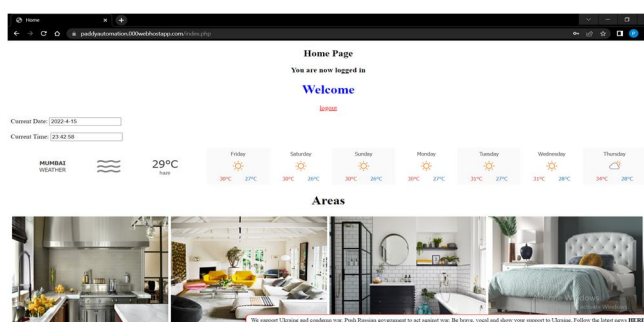 Home
paddyautomation.000webhostapp.com/index.php
Home Page
You are now logged in
Welcome
logout
Current Date: 2022-4-15
Current Time: 23:42:58
MUMBAI
WEATHER
29°C
haze
Friday Saturday Sunday Monday Tuesday Wednesday Thursday
30°C 27°C 30°C 26°C 30°C 26°C 30°C 27°C 31°C 27°C 31°C 28°C 34°C 28°C
Areas
We support Ukraine and condemn war. Push Russian government to act against war. Be brave, vocal and show your support to Ukraine. Follow the latest news HERE